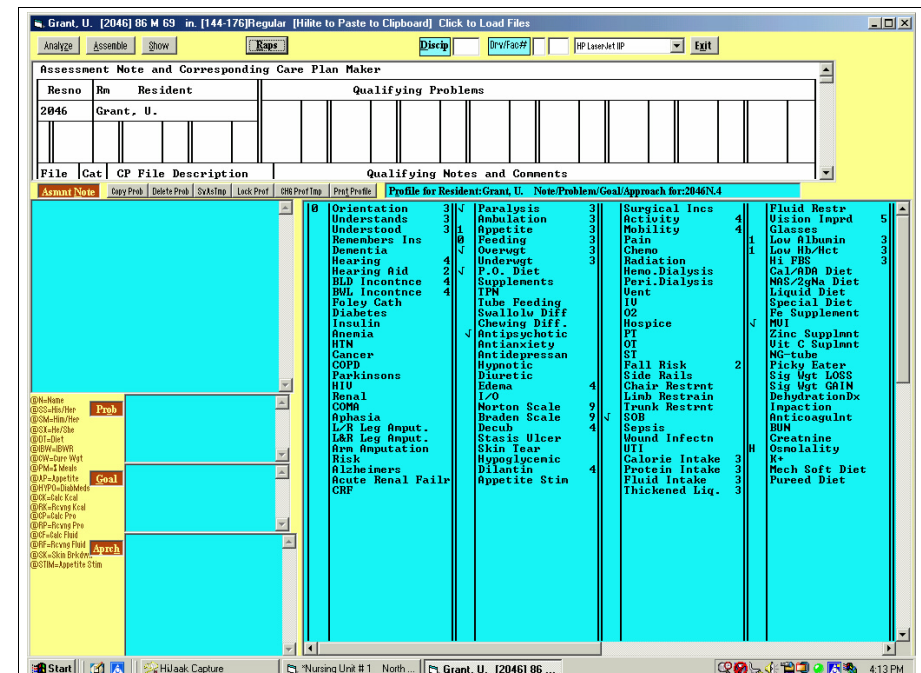 Grant, U. [2046] 86 M 69 in. [144-176]Regular [Hilite to Paste to Clipboard] Click to Load Files
Analyze Assemble Show Raps Discip Drv/Fac# HP LaserJet IIP Exit
Assessment Note and Corresponding Care Plan Maker
Resno Rm Resident Qualifying Problems
2046 Grant, U.
File Cat CP File Description Qualifying Notes and Comments
Asmnt Note Copy Prob Delete Prob SvAsTmp Lock Prof CHG Prof Tmp Prnt Profile Profile for Resident:Grant, U. Note/Problem/Goal/Approach for:2046N.4
0 Orientation 3 √ Paralysis 3 Surgical Incs Fluid Restr
Understands 3 Ambulation 3 Activity 4 Vision Imprd 5
Understood 3 1 Appetite 3 Mobility 4 Glasses
Remembers Ins 0 Feeding 3 Pain 1 Low Albumin 3
Dementia √ Overwgt 3 Chemo 1 Low Hb/Hct 3
Hearing 4 Underwgt 3 Radiation Hi FBS 3
Hearing Aid 2 √ P.O. Diet Hemo.Dialysis Cal/ADA Diet
BLD Incontnce 4 Supplements Peri.Dialysis NAS/2gNa Diet
BWL Incontnce 4 TPN Vent Liquid Diet
Foley Cath Tube Feeding IV Special Diet
Diabetes Swallolw Diff O2 Fe Supplement
Insulin Chewing Diff. Hospice √ MVI
Anemia √ Antipsychotic PT Zinc Supplmnt
HTN Antianxiety OT Vit C Suplmnt
Cancer Antidepressan ST NG-tube
COPD Hypnotic Fall Risk 2 Picky Eater
Parkinsons Diuretic Side Rails Sig Wgt LOSS
HIV Edema 4 Chair Restrnt Sig Wgt GAIN
Renal I/O Limb Restrain DehydrationDx
COMA Norton Scale 9 Trunk Restrnt Impaction
Aphasia Braden Scale 9 √ SOB Anticoagulnt
L/R Leg Amput. Decub 4 Sepsis BUN
L&R Leg Amput. Stasis Ulcer Wound Infectn Creatnine
Arm Amputation Skin Tear UTI H Osmolality
Risk Hypoglycemic Calorie Intake 3 K+
Alzheimers Dilantin 4 Protein Intake 3 Mech Soft Diet
Acute Renal Failr Appetite Stim Fluid Intake 3 Pureed Diet
CRF Thickened Liq. 3
@N=Name
@SS=His/Her Prob
@SM=Him/Her
@SX=He/She
@DT=Diet
@IBW=IBWR
@CW=Curr Wgt
@PM=% Meals
@AP=Appetite Goal
@HYPO=DiabMeds
@CK=Calc Kcal
@RK=Rcvng Kcal
@CP=Calc Pro
@RP=Rcvng Pro
@CF=Calc Fluid
@RF=Rcvng Fluid Aprch
@SK=Skin Brkdw
@STIM=Appetite Stim
Start HiJaak Capture "Nursing Unit # 1 North ... Grant, U. [2046] 86 ... 4:13 PM